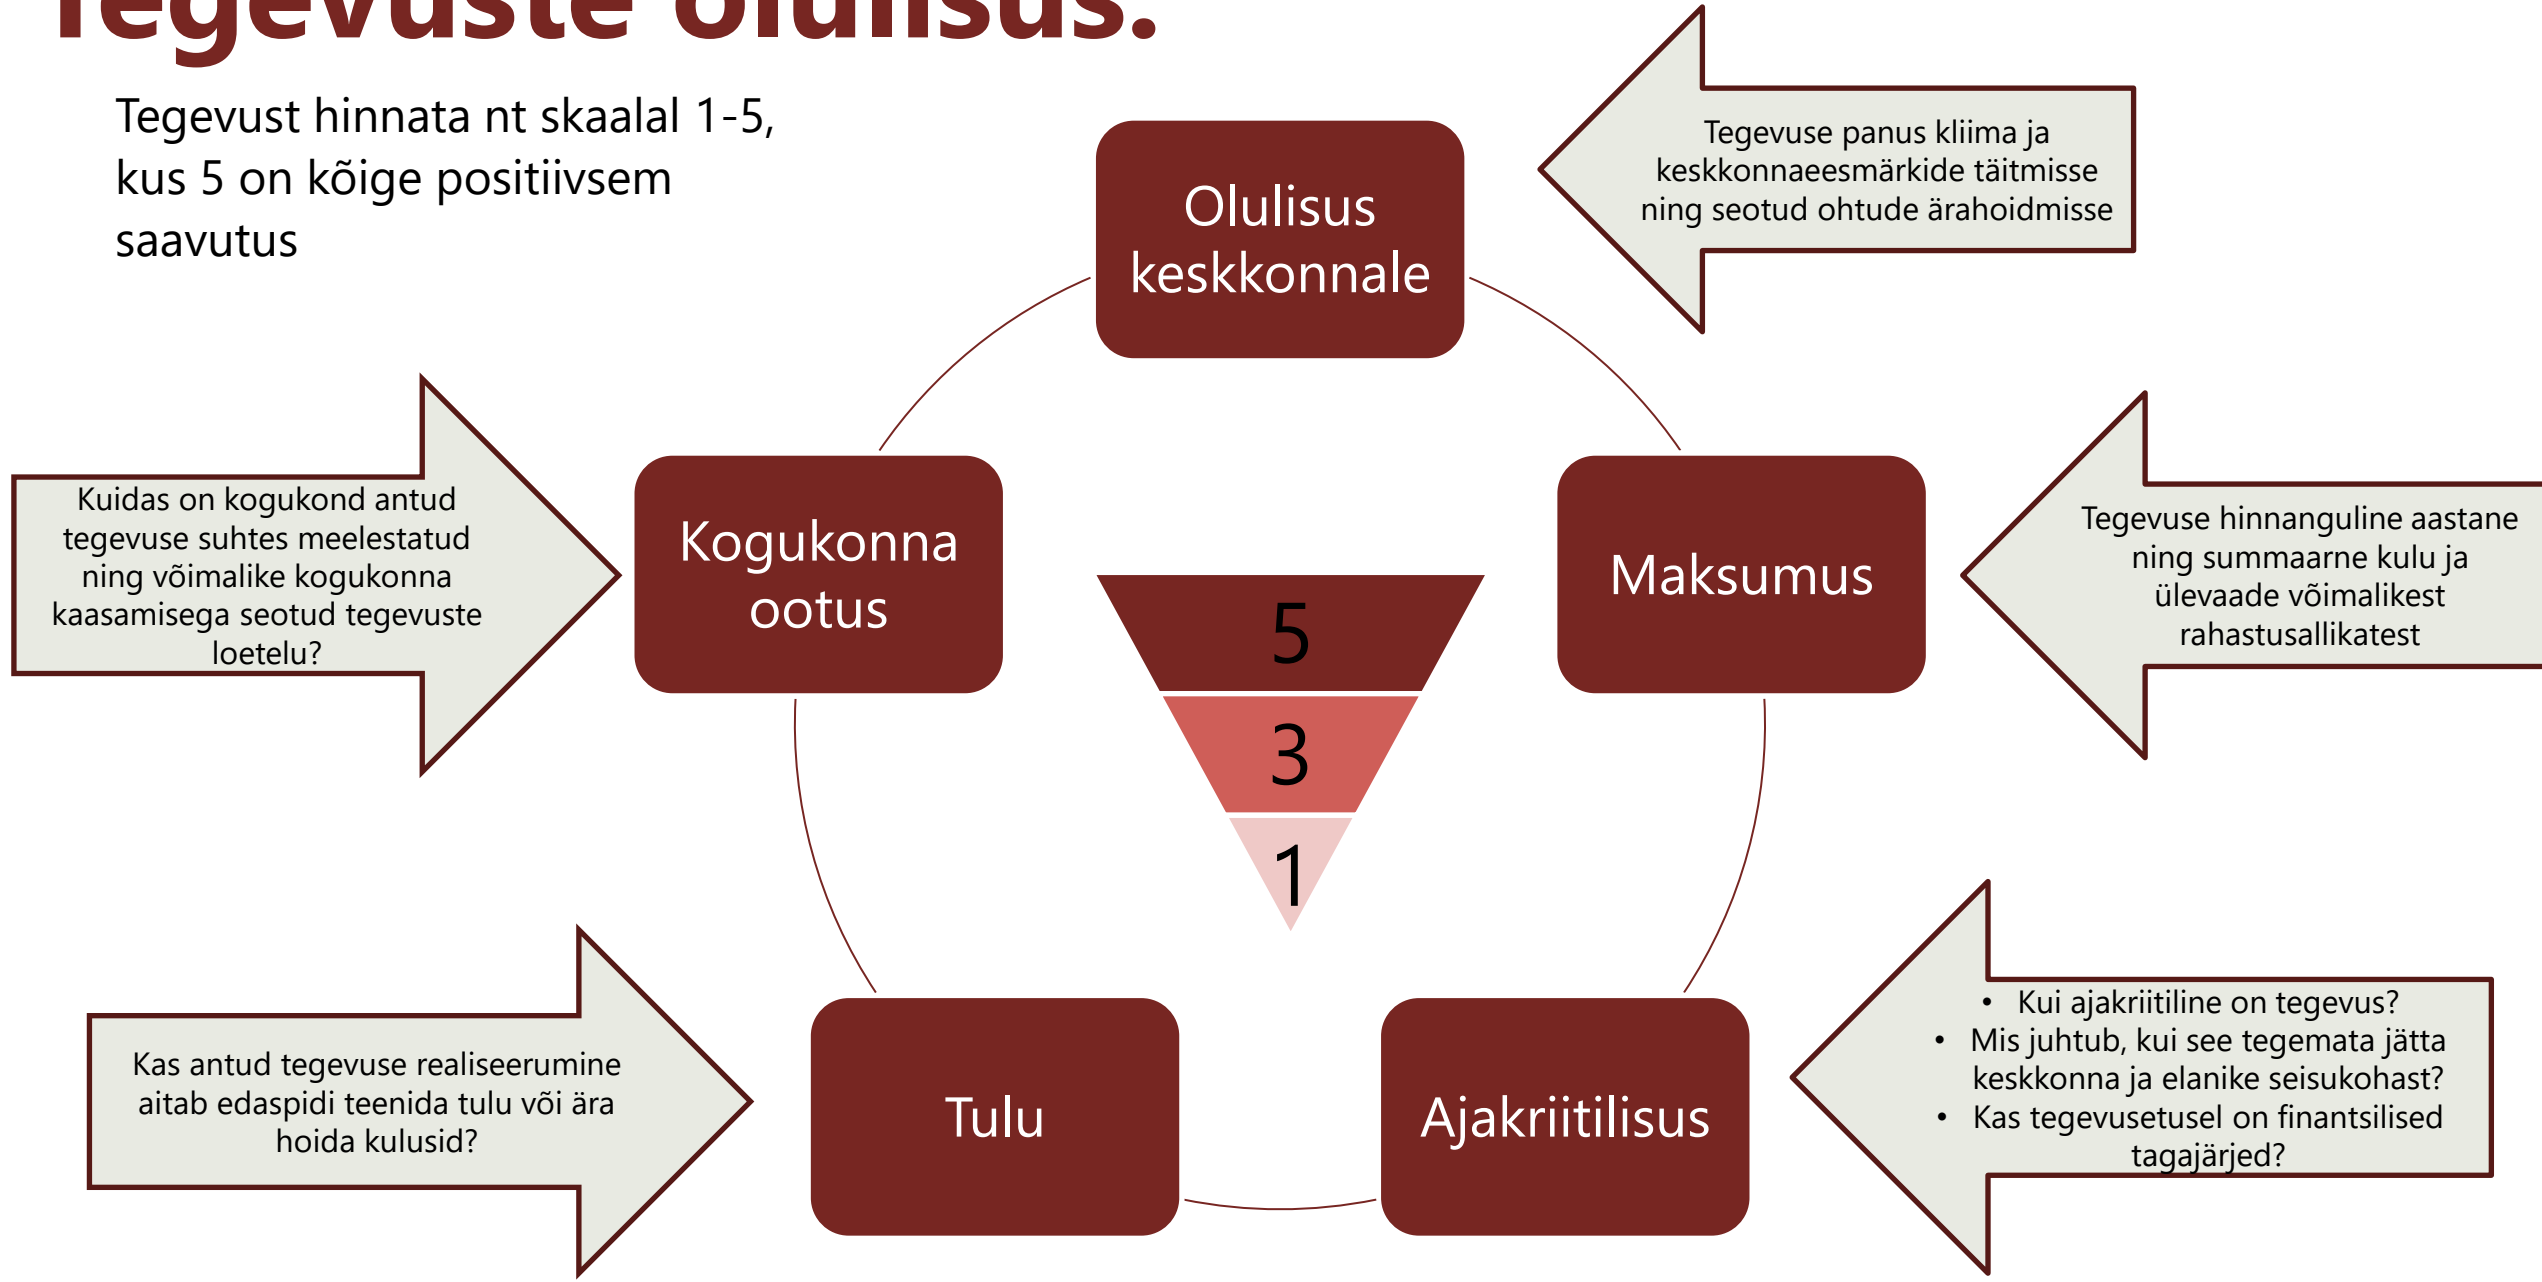 Tegevuste olulisus.
Tegevust hinnata nt skaalal 1-5,
kus 5 on kõige positiivsem
saavutus
Olulisus
keskkonnale
Tegevuse panus kliima ja
keskkonnaeesmärkide täitmisse
ning seotud ohtude ärahoidmisse
Kuidas on kogukond antud
tegevuse suhtes meelestatud
ning võimalike kogukonna
kaasamisega seotud tegevuste
loetelu?
Kogukonna
ootus
Maksumus
Tegevuse hinnanguline aastane
ning summaarne kulu ja
ülevaade võimalikest
rahastusallikatest
5
3
1
Kas antud tegevuse realiseerumine
aitab edaspidi teenida tulu või ära
hoida kulusid?
Tulu
Ajakriitilisus
• Kui ajakriitiline on tegevus?
• Mis juhtub, kui see tegemata jätta
keskkonna ja elanike seisukohast?
• Kas tegevusetusel on finantsilised
tagajärjed?